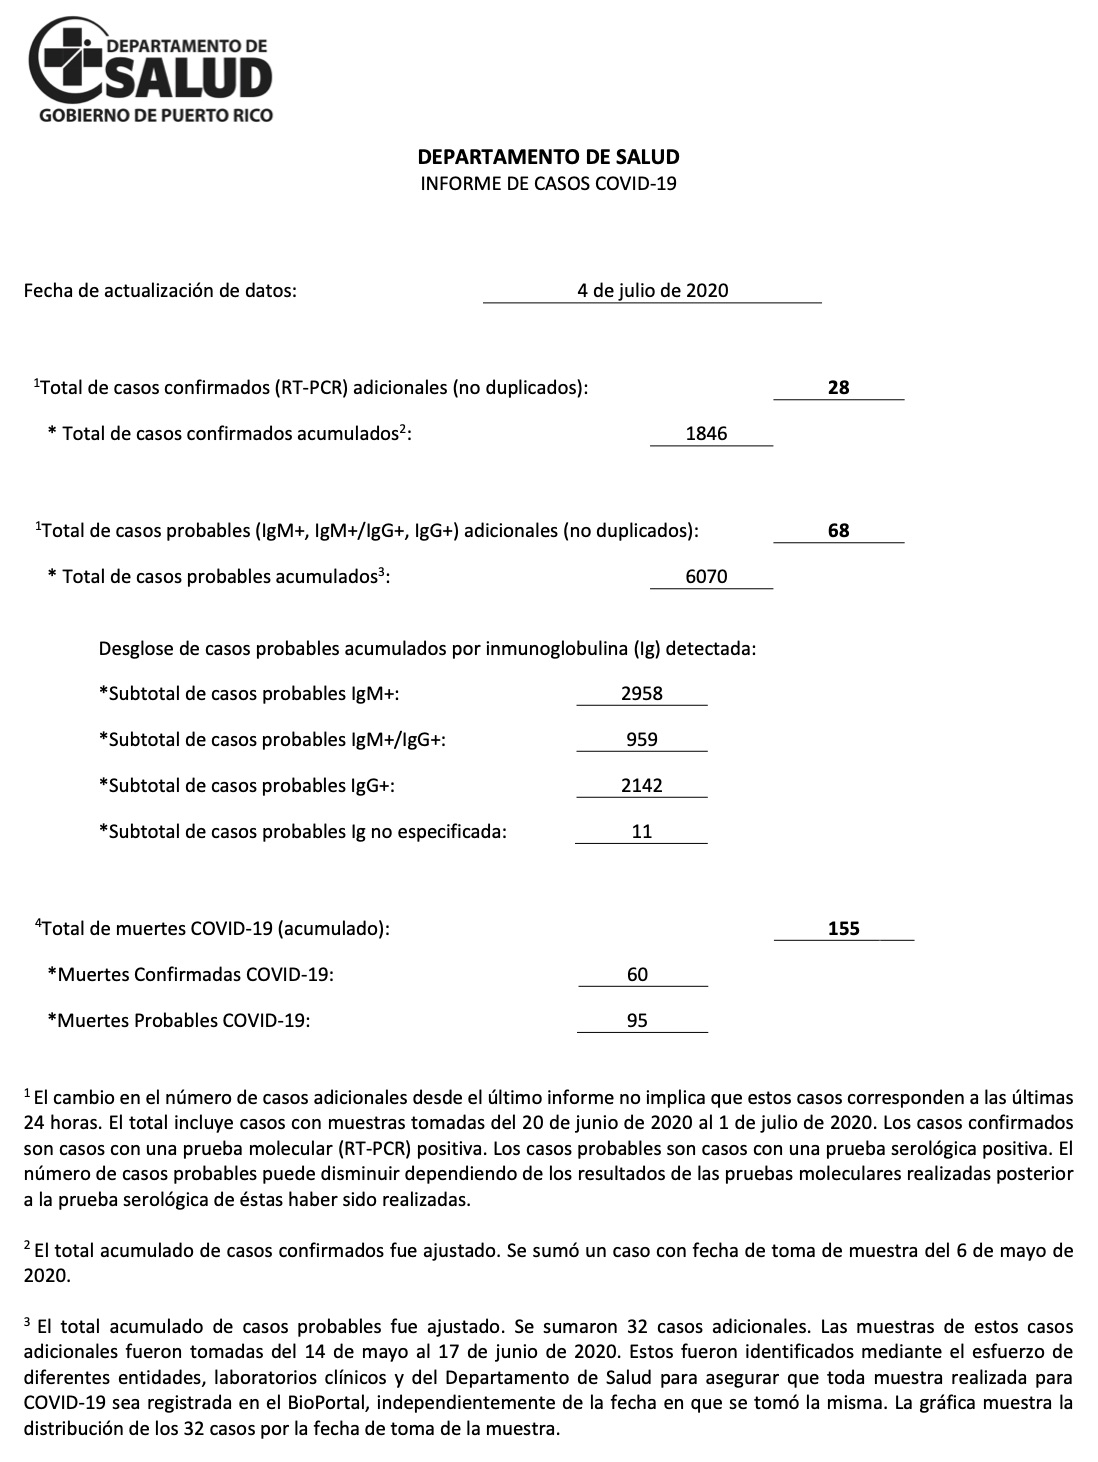 DEPARTAMENTO DE
SALUD
GOBIERNO DE PUERTO RICO
DEPARTAMENTO DE SALUD
INFORME DE CASOS COVID-19
Fecha de actualización de datos: 4 de julio de 2020
¹Total de casos confirmados (RT-PCR) adicionales (no duplicados): 28
* Total de casos confirmados acumulados²: 1846
¹Total de casos probables (IgM+, IgM+/IgG+, IgG+) adicionales (no duplicados): 68
* Total de casos probables acumulados³: 6070
Desglose de casos probables acumulados por inmunoglobulina (Ig) detectada:
*Subtotal de casos probables IgM+: 2958
*Subtotal de casos probables IgM+/IgG+: 959
*Subtotal de casos probables IgG+: 2142
*Subtotal de casos probables Ig no especificada: 11
⁴Total de muertes COVID-19 (acumulado): 155
*Muertes Confirmadas COVID-19: 60
*Muertes Probables COVID-19: 95
¹ El cambio en el número de casos adicionales desde el último informe no implica que estos casos corresponden a las últimas
24 horas. El total incluye casos con muestras tomadas del 20 de junio de 2020 al 1 de julio de 2020. Los casos confirmados
son casos con una prueba molecular (RT-PCR) positiva. Los casos probables son casos con una prueba serológica positiva. El
número de casos probables puede disminuir dependiendo de los resultados de las pruebas moleculares realizadas posterior
a la prueba serológica de éstas haber sido realizadas.
² El total acumulado de casos confirmados fue ajustado. Se sumó un caso con fecha de toma de muestra del 6 de mayo de
2020.
³ El total acumulado de casos probables fue ajustado. Se sumaron 32 casos adicionales. Las muestras de estos casos
adicionales fueron tomadas del 14 de mayo al 17 de junio de 2020. Estos fueron identificados mediante el esfuerzo de
diferentes entidades, laboratorios clínicos y del Departamento de Salud para asegurar que toda muestra realizada para
COVID-19 sea registrada en el BioPortal, independientemente de la fecha en que se tomó la misma. La gráfica muestra la
distribución de los 32 casos por la fecha de toma de la muestra.